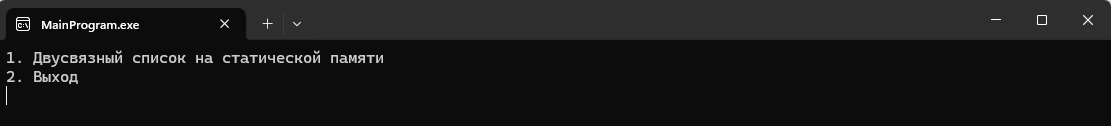 MainProgram.exe
1. Двусвязный список на статической памяти
2. Выход